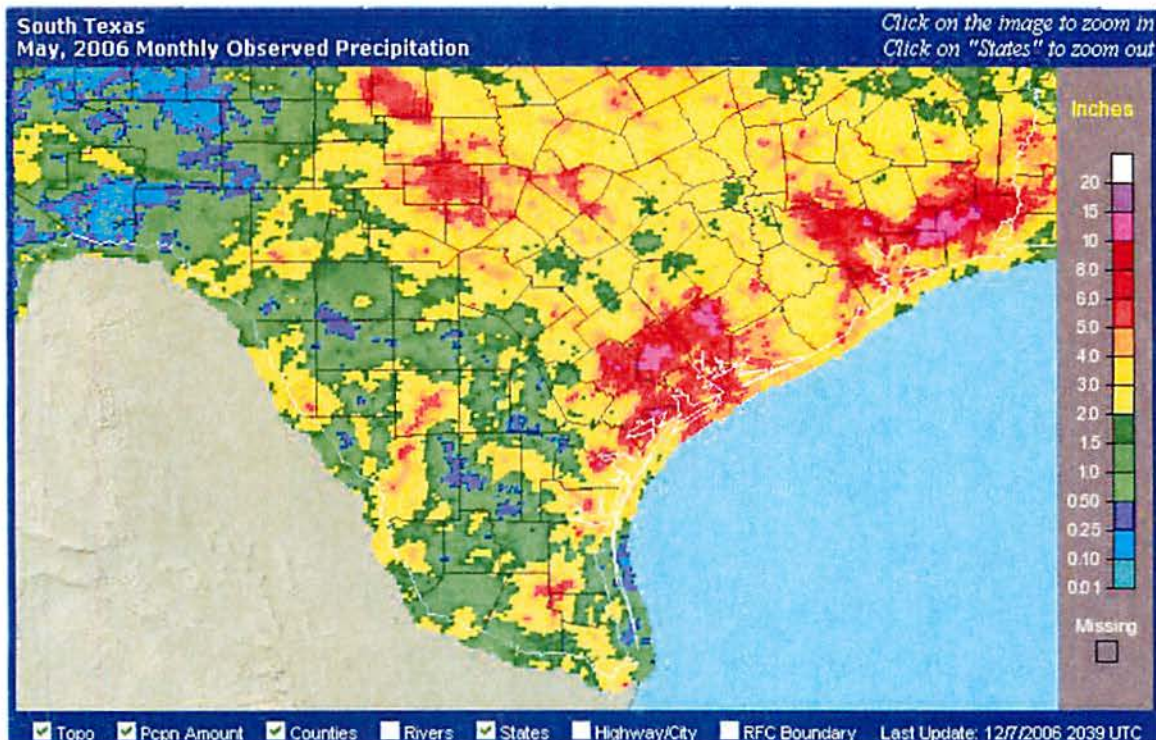 South Texas
May, 2006 Monthly Observed Precipitation
Click on the image to zoom in
Click on "States" to zoom out
Inches
20
15
10
8.0
6.0
5.0
4.0
3.0
2.0
1.5
1.0
0.50
0.25
0.10
0.01
Missing
Topo Pcpn Amount Counties Rivers States Highway/City RFC Boundary Last Update: 12/7/2006 2039 UTC